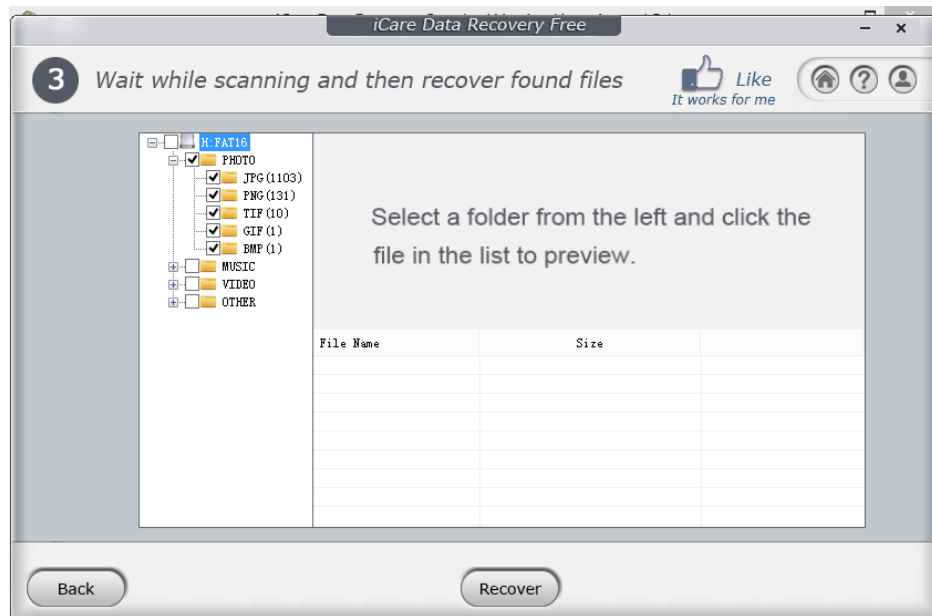 iCare Data Recovery Free
3 Wait while scanning and then recover found files
Like
It works for me
H:FAT16
PHOTO
JPG(1103)
PNG(131)
TIF(10)
GIF(1)
BMP(1)
MUSIC
VIDEO
OTHER
Select a folder from the left and click the
file in the list to preview.
File Name Size
Back Recover